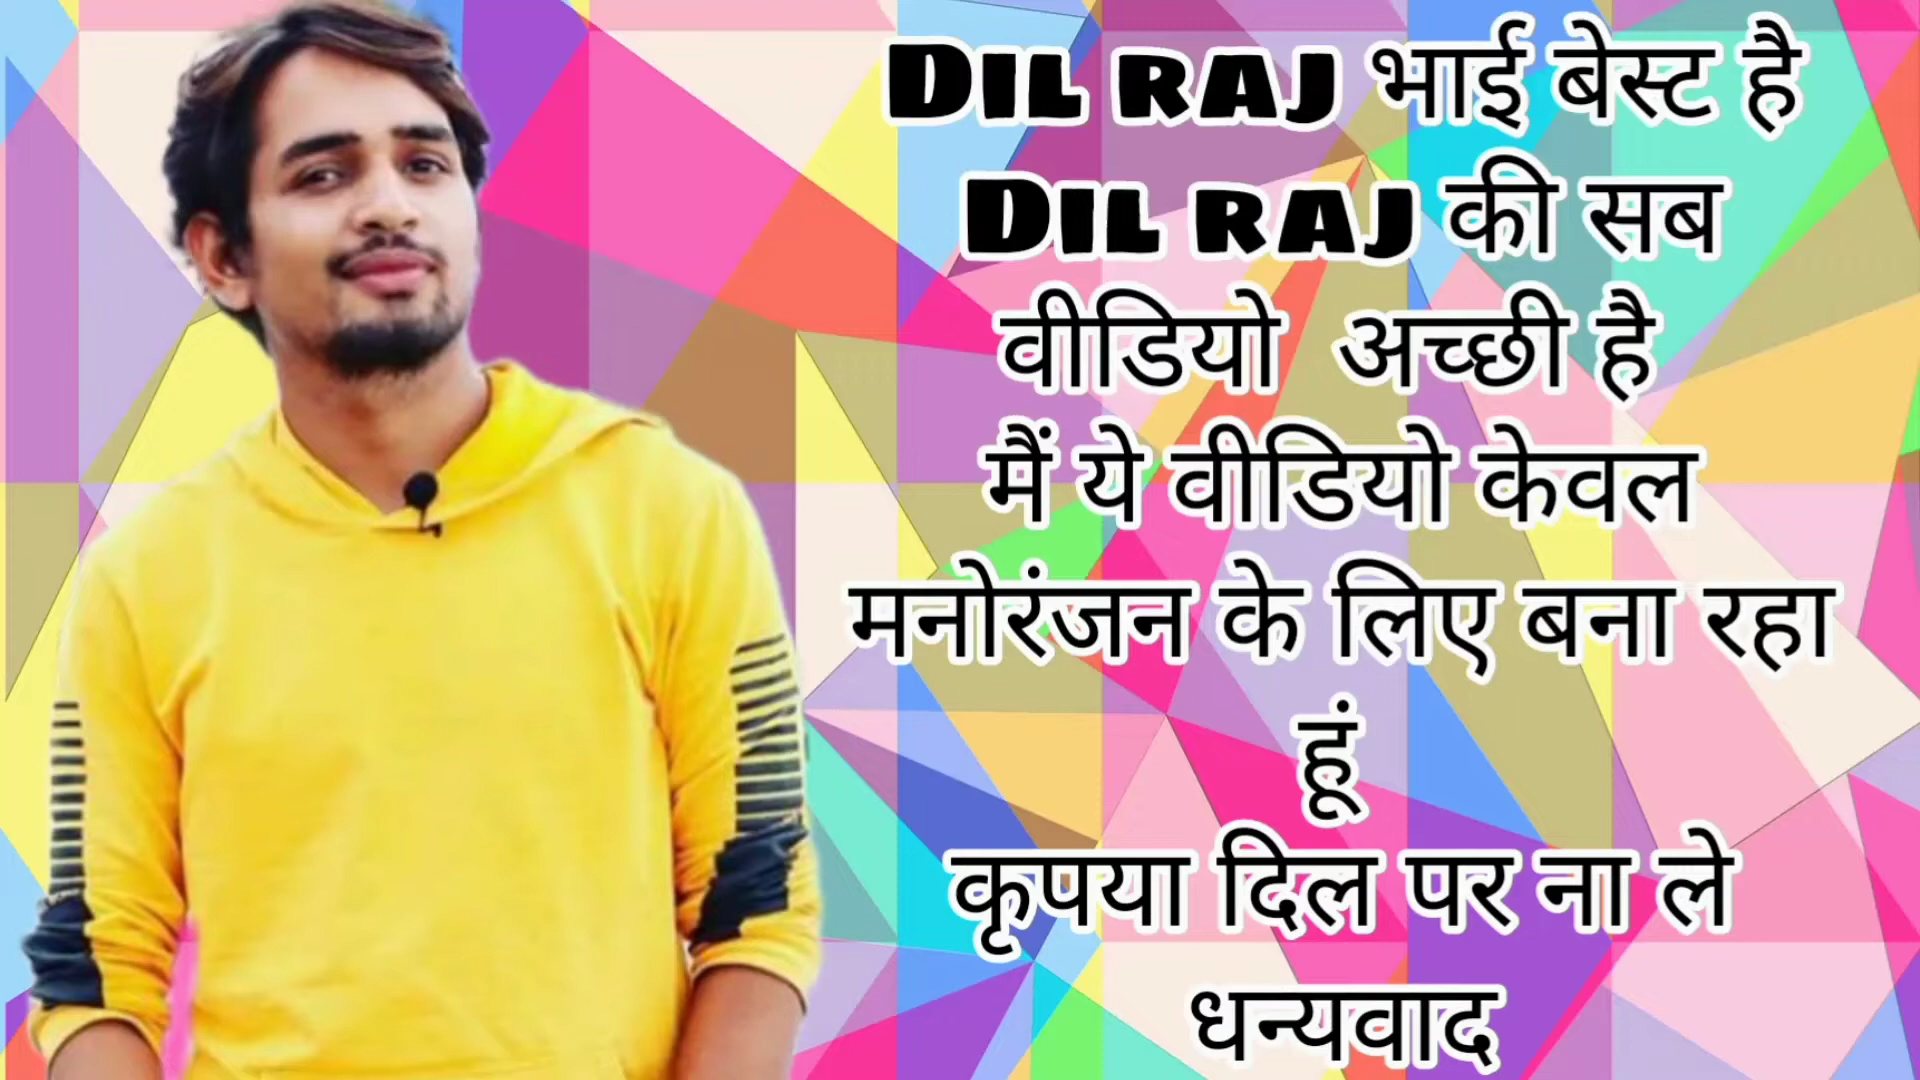 DIL RAJ भाई बेस्ट है
DIL RAJ की सब
वीडियो अच्छी है
मैं ये वीडियो केवल
मनोरंजन के लिए बना रहा
हूं
कृपया दिल पर ना ले
धन्यवाद